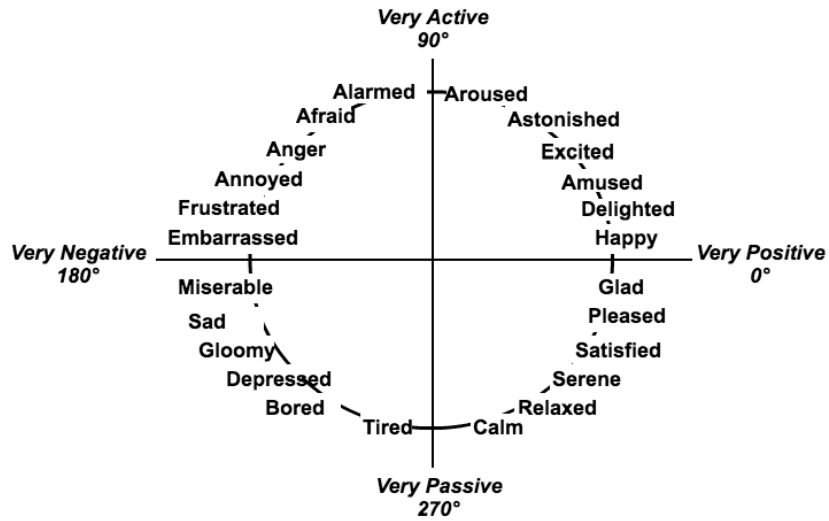 Very Active
90°
Alarmed
Aroused
Afraid
Astonished
Anger
Excited
Annoyed
Amused
Frustrated
Delighted
Embarrassed
Happy
Very Negative
180°
Very Positive
0°
Miserable
Glad
Sad
Pleased
Gloomy
Satisfied
Depressed
Serene
Bored
Relaxed
Tired
Calm
Very Passive
270°